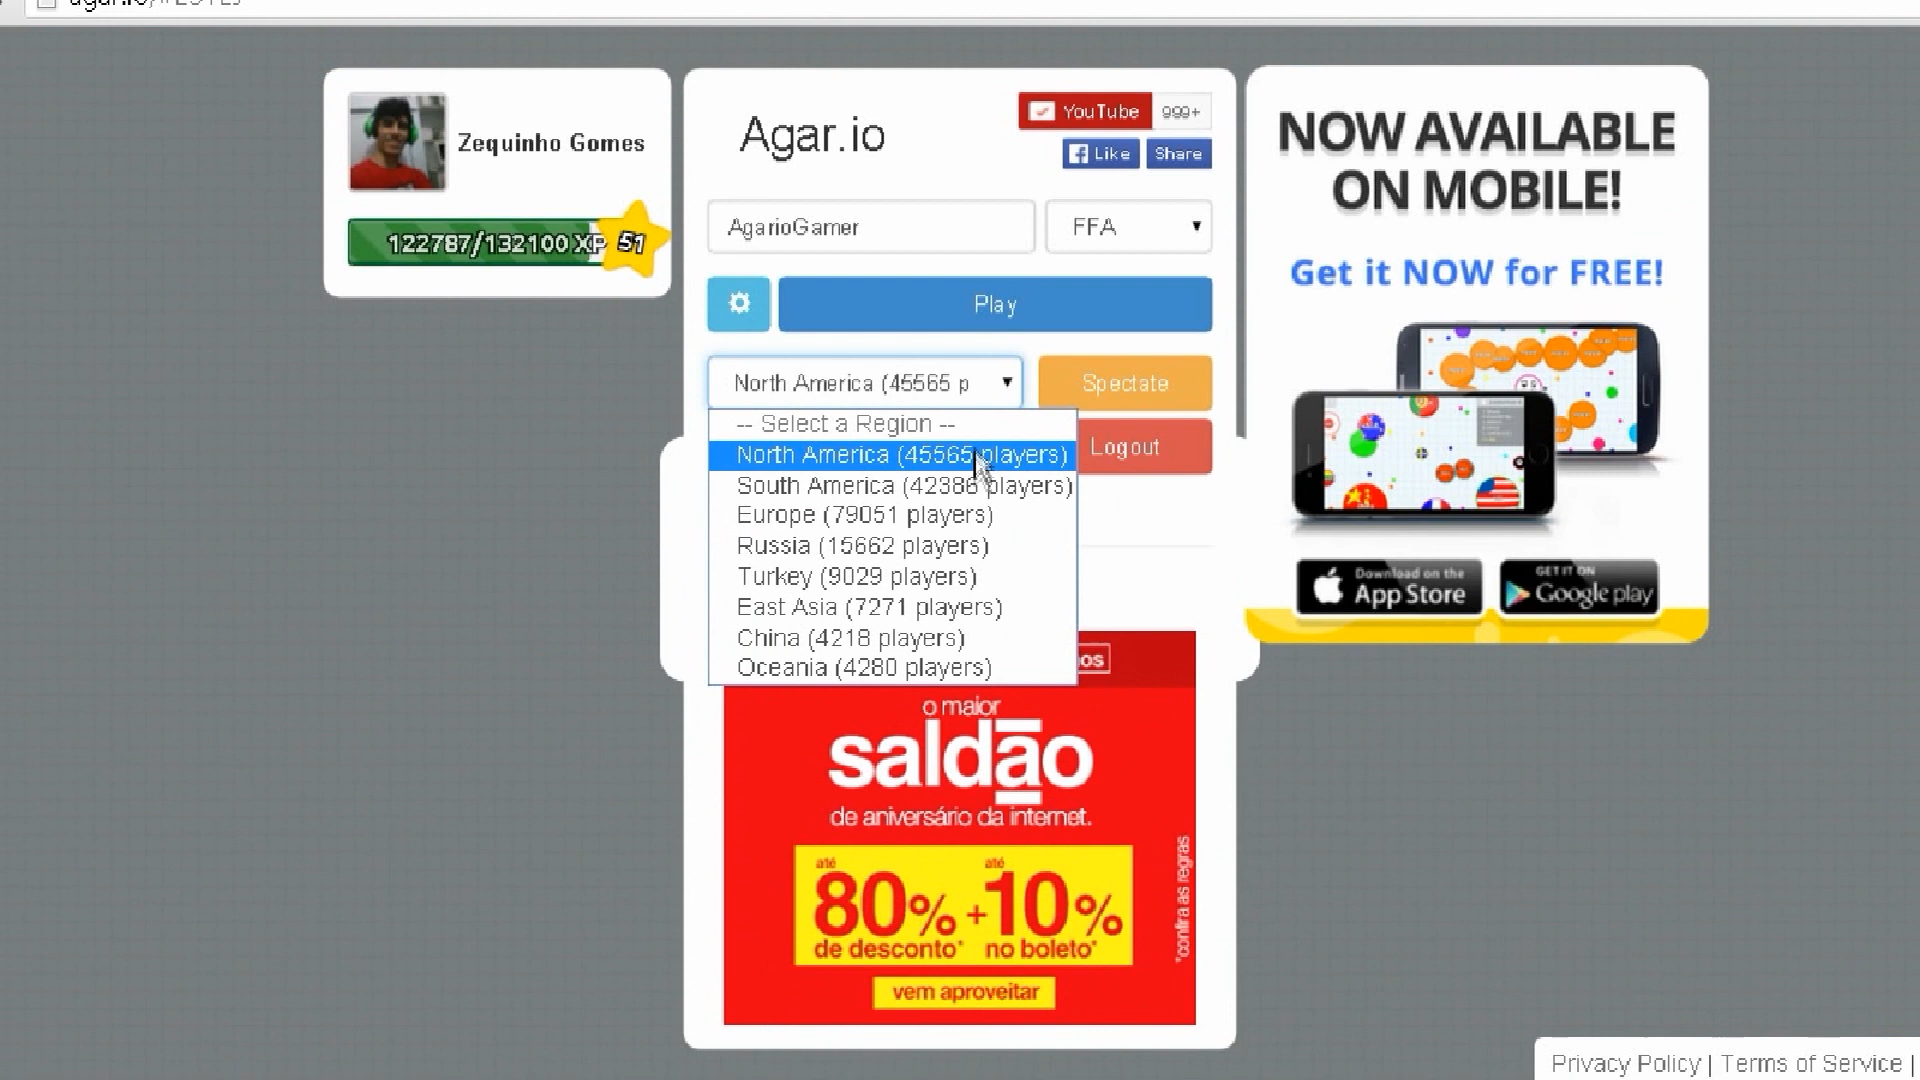 Zequinho Gomes
122787/132100 XP 51
Agar.io
YouTube 999+
Like Share
AgarioGamer
FFA
Play
North America (45565 p
Spectate
-- Select a Region --
North America (45565 players)
South America (42386 players)
Europe (79051 players)
Russia (15662 players)
Turkey (9029 players)
East Asia (7271 players)
China (4218 players)
Oceania (4280 players)
Logout
os
o maior
saldão
de aniversário da internet.
até 80% de desconto*
+ até 10% no boleto*
*confira as regras
vem aproveitar
NOW AVAILABLE
ON MOBILE!
Get it NOW for FREE!
Download on the
App Store
GET IT ON
Google play
Privacy Policy | Terms of Service |